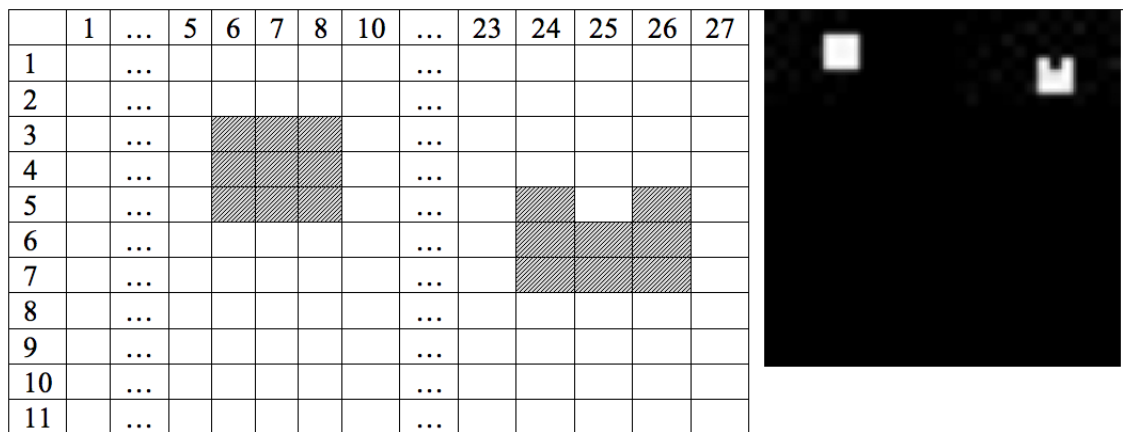 1 … 5 6 7 8 10 … 23 24 25 26 27
1 … …
2 … …
3 … …
4 … …
5 … …
6 … …
7 … …
8 … …
9 … …
10 … …
11 … …